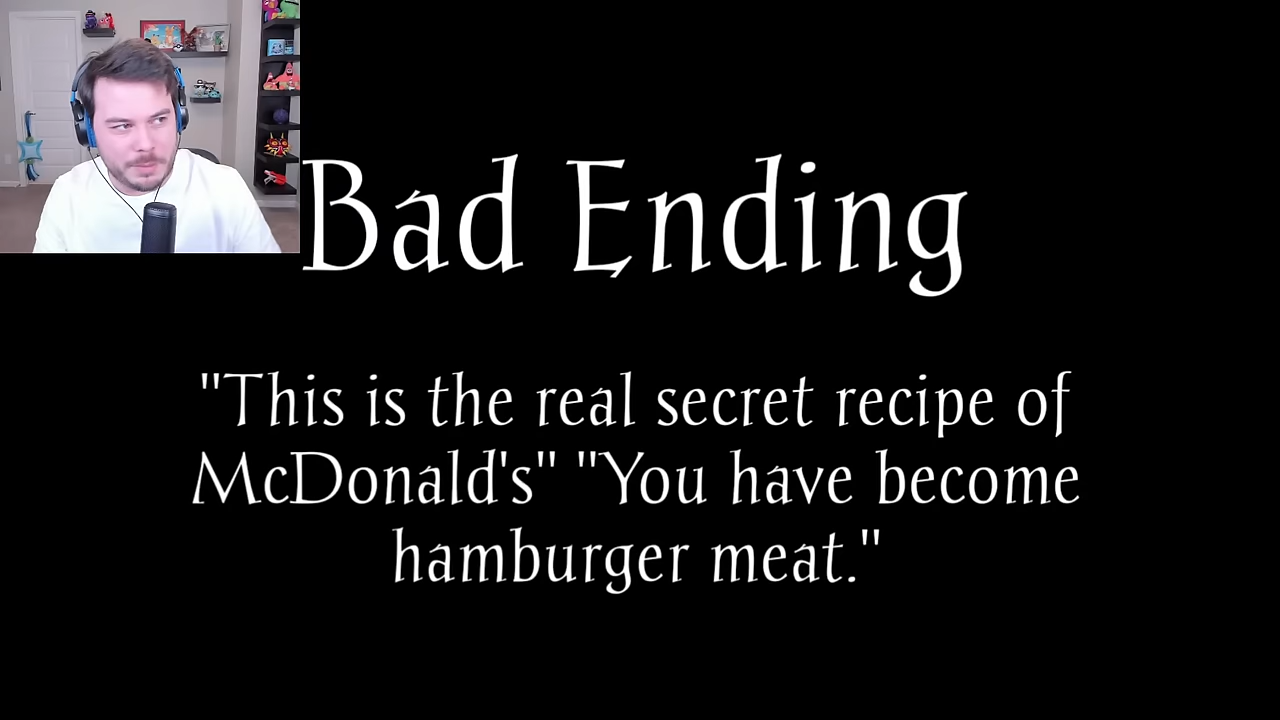 Bad Ending
"This is the real secret recipe of
McDonald's" "You have become
hamburger meat."